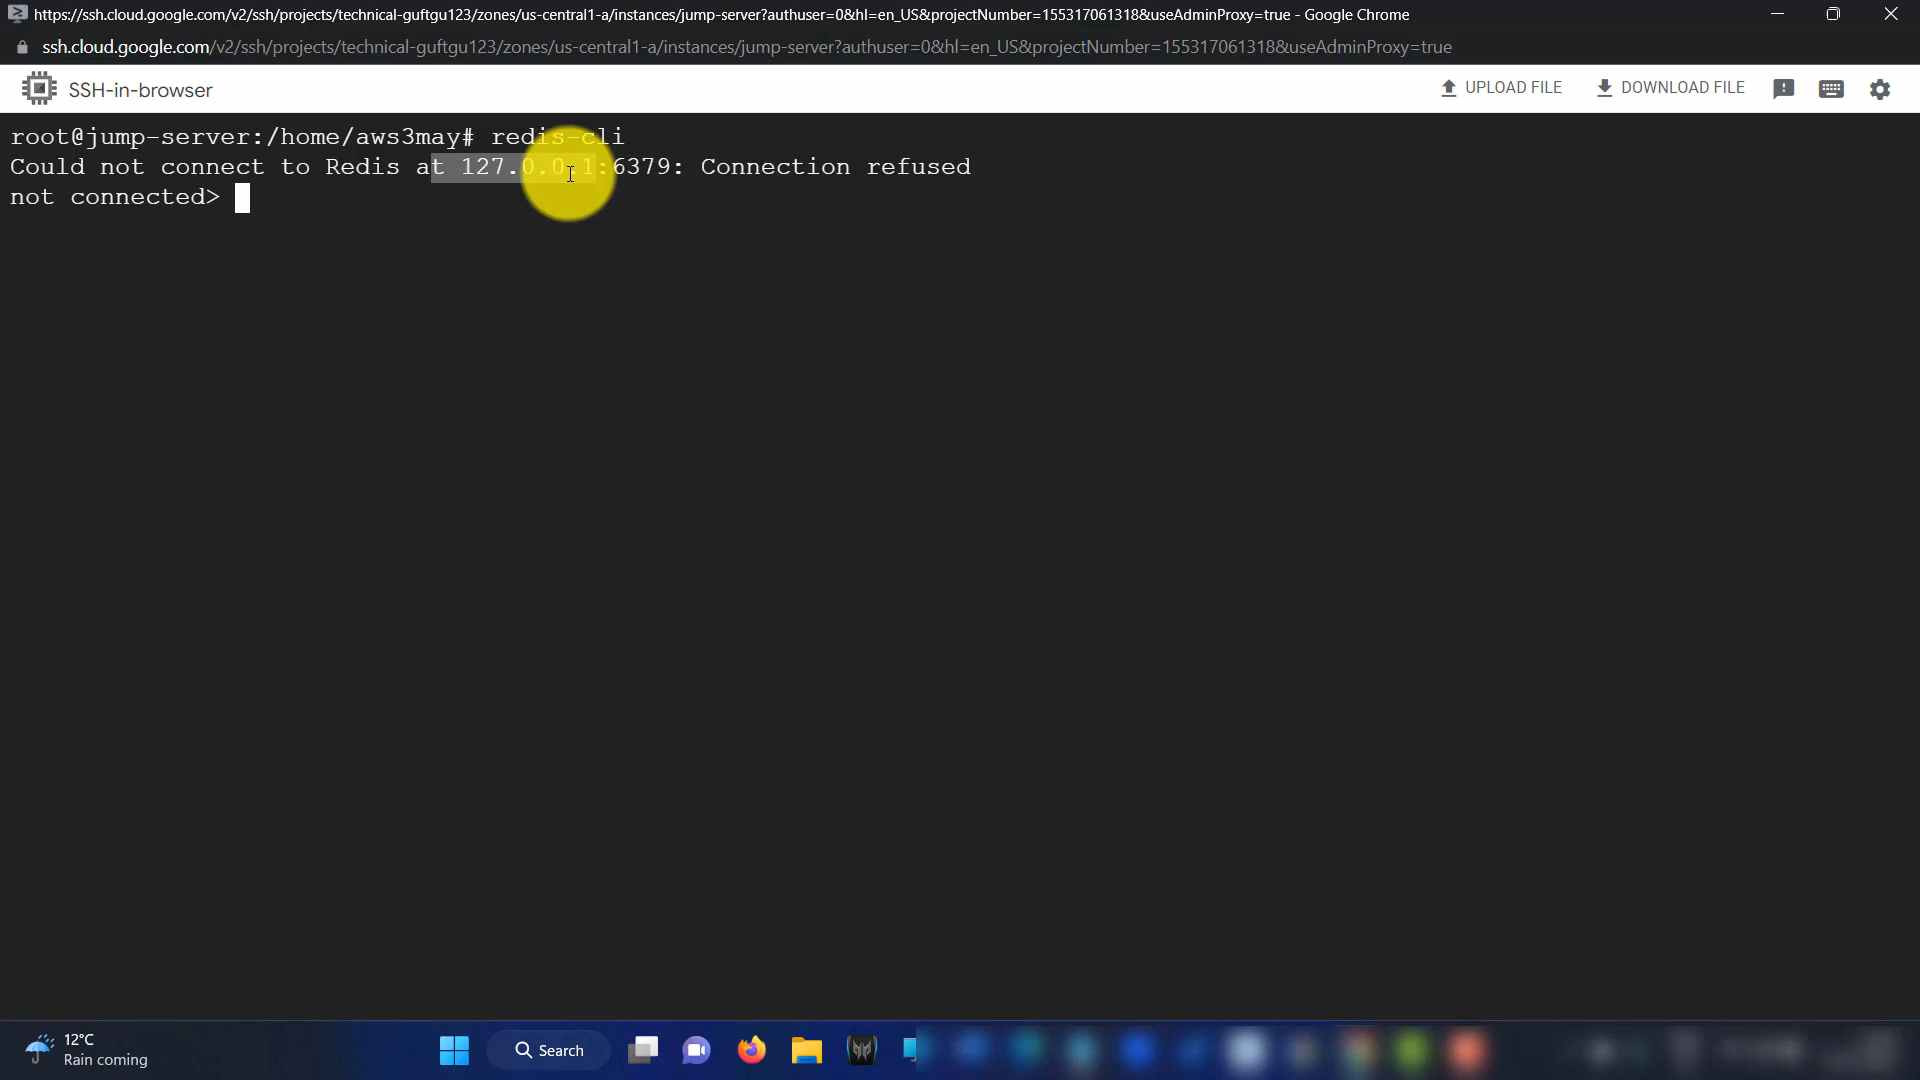 https://ssh.cloud.google.com/v2/ssh/projects/technical-guftgu123/zones/us-central1-a/instances/jump-server?authuser=0&hl=en_US&projectNumber=155317061318&useAdminProxy=true - Google Chrome
ssh.cloud.google.com/v2/ssh/projects/technical-guftgu123/zones/us-central1-a/instances/jump-server?authuser=0&hl=en_US&projectNumber=155317061318&useAdminProxy=true
SSH-in-browser
UPLOAD FILE
DOWNLOAD FILE
root@jump-server:/home/aws3may# redis-cli
Could not connect to Redis at 127.0.0.1:6379: Connection refused
not connected>
12°C
Rain coming
Search